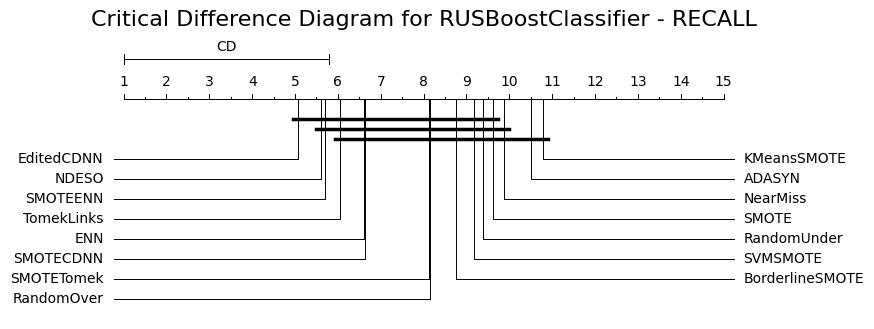 Critical Difference Diagram for RUSBoostClassifier - RECALL
CD
1 2 3 4 5 6 7 8 9 10 11 12 13 14 15
EditedCDNN KMeansSMOTE
NDESO ADASYN
SMOTEENN NearMiss
TomekLinks SMOTE
ENN RandomUnder
SMOTECDNN SVMSMOTE
SMOTETomek BorderlineSMOTE
RandomOver